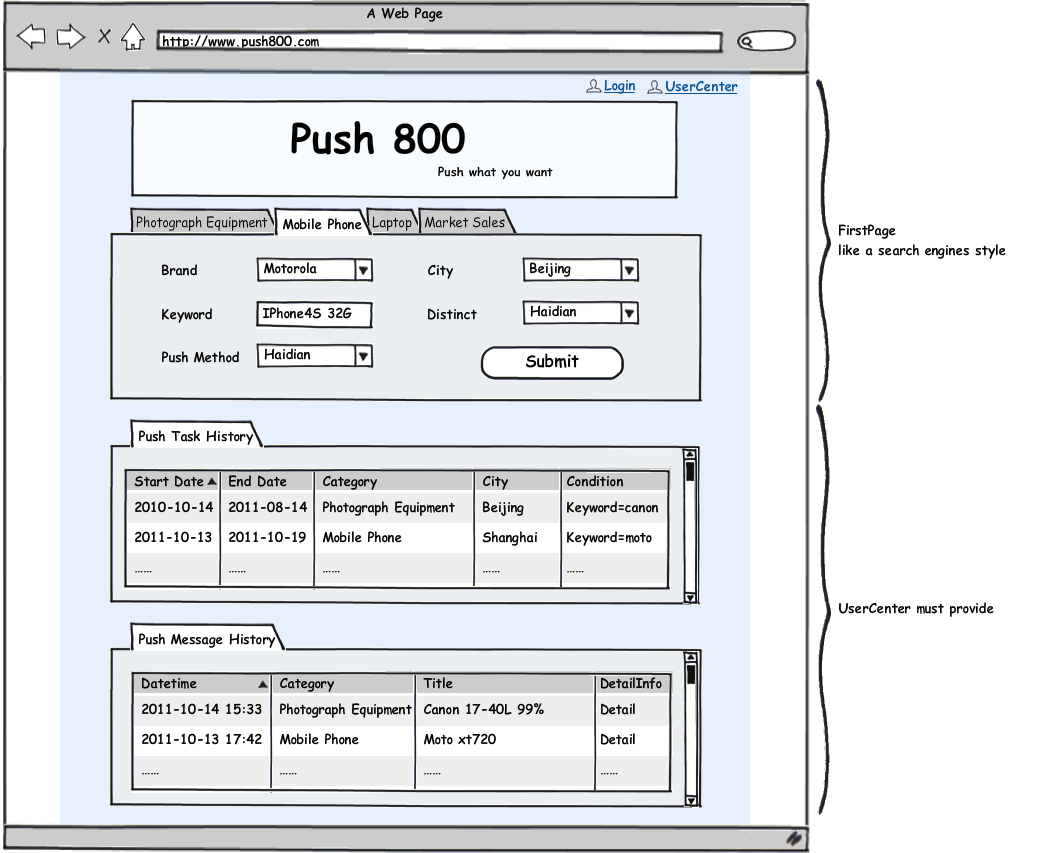 A Web Page
http://www.push800.com
Login UserCenter
Push 800
Push what you want
Photograph Equipment Mobile Phone Laptop Market Sales
Brand Motorola City Beijing
Keyword IPhone4S 32G Distinct Haidian
Push Method Haidian Submit
FirstPage
like a search engines style
Push Task History
Start Date End Date Category City Condition
2010-10-14 2011-08-14 Photograph Equipment Beijing Keyword=canon
2011-10-13 2011-10-19 Mobile Phone Shanghai Keyword=moto
...... ...... ...... ...... ......
UserCenter must provide
Push Message History
Datetime Category Title DetailInfo
2011-10-14 15:33 Photograph Equipment Canon 17-40L 99% Detail
2011-10-13 17:42 Mobile Phone Moto xt720 Detail
...... ...... ...... ......